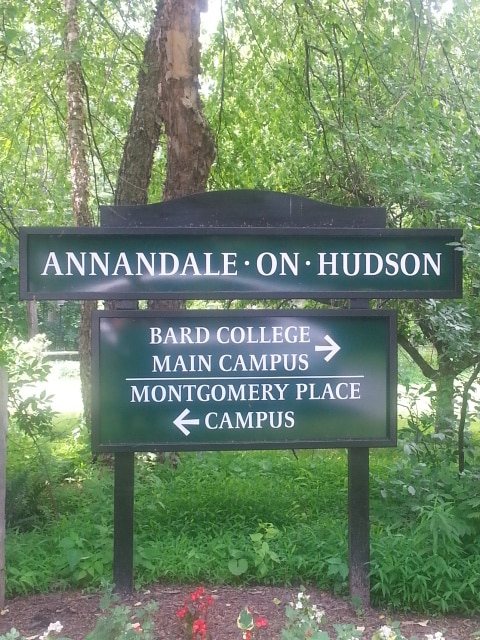 ANNANDALE·ON·HUDSON
BARD COLLEGE
MAIN CAMPUS →
MONTGOMERY PLACE
← CAMPUS